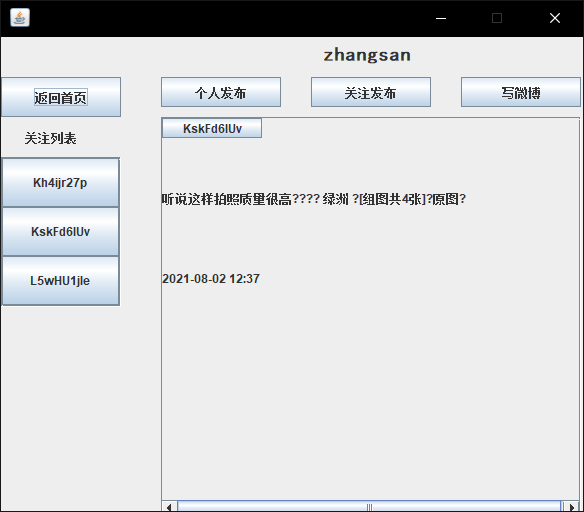 zhangsan
返回首页
个人发布
关注发布
写微博
关注列表
KskFd6IUv
Kh4ijr27p
KskFd6IUv
L5wHU1jle
听说这样拍照质量很高???? 绿洲 ?[组图共4张]?原图?
2021-08-02 12:37